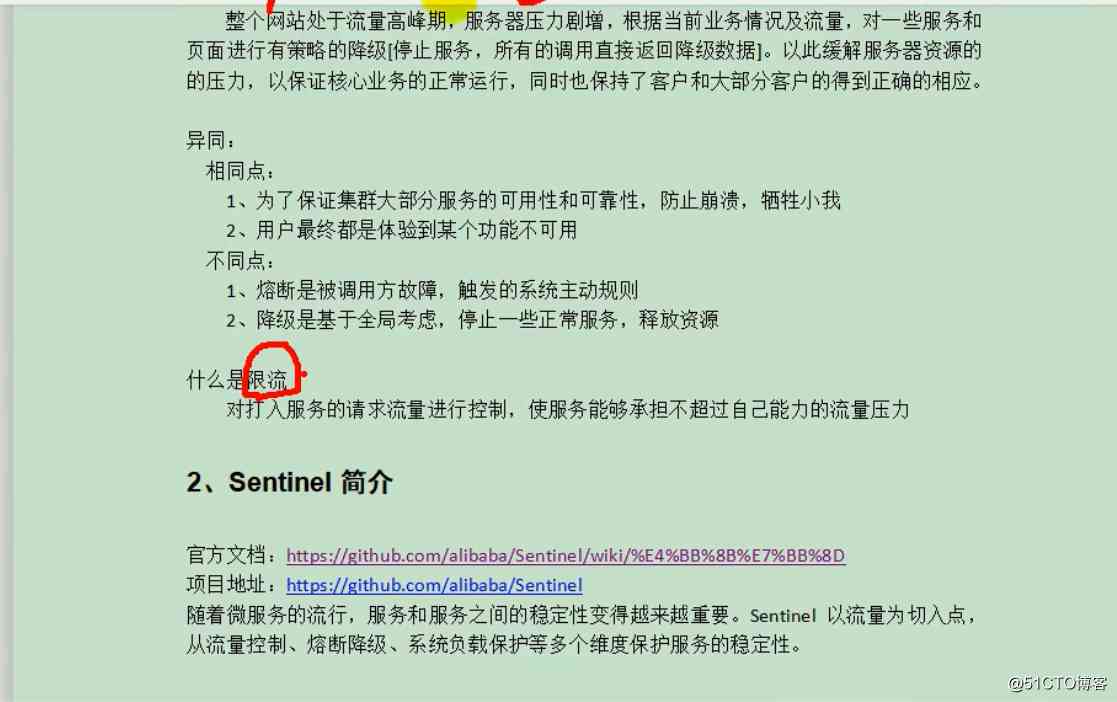 整个网站处于流量高峰期，服务器压力剧增，根据当前业务情况及流量，对一些服务和
页面进行有策略的降级[停止服务，所有的调用直接返回降级数据]。以此缓解服务器资源的
的压力，以保证核心业务的正常运行，同时也保持了客户和大部分客户的得到正确的相应。
异同：
相同点：
1、为了保证集群大部分服务的可用性和可靠性，防止崩溃，牺牲小我
2、用户最终都是体验到某个功能不可用
不同点：
1、熔断是被调用方故障，触发的系统主动规则
2、降级是基于全局考虑，停止一些正常服务，释放资源
什么是限流
对打入服务的请求流量进行控制，使服务能够承担不超过自己能力的流量压力
2、Sentinel 简介
官方文档：https://github.com/alibaba/Sentinel/wiki/%E4%BB%8B%E7%BB%8D
项目地址：https://github.com/alibaba/Sentinel
随着微服务的流行，服务和服务之间的稳定性变得越来越重要。Sentinel 以流量为切入点，
从流量控制、熔断降级、系统负载保护等多个维度保护服务的稳定性。
@51CTO博客